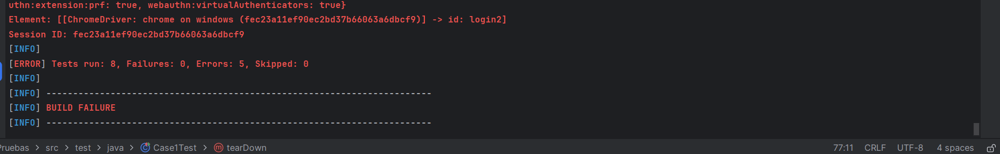 uthn:extension:prf: true, webauthn:virtualAuthenticators: true}
Element: [[ChromeDriver: chrome on windows (fec23a11ef90ec2bd37b66063a6dbcf9)] -> id: login2]
Session ID: fec23a11ef90ec2bd37b66063a6dbcf9
[INFO]
[ERROR] Tests run: 8, Failures: 0, Errors: 5, Skipped: 0
[INFO]
[INFO] ------------------------------------------------------------------------
[INFO] BUILD FAILURE
[INFO] ------------------------------------------------------------------------
Pruebas > src > test > java > Case1Test > tearDown 77:11 CRLF UTF-8 4 spaces